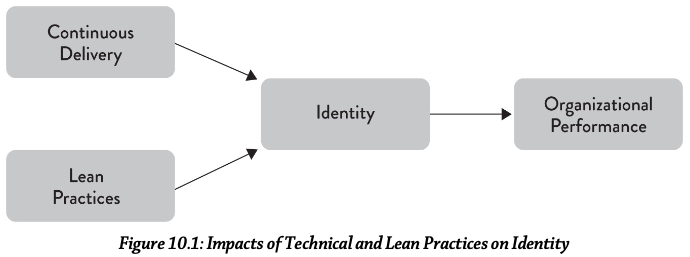 Continuous
Delivery
Identity
Organizational
Performance
Lean
Practices
Figure 10.1: Impacts of Technical and Lean Practices on Identity